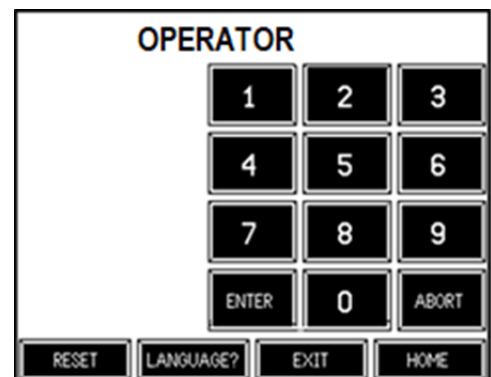 OPERATOR
1 2 3
4 5 6
7 8 9
ENTER 0 ABORT
RESET LANGUAGE? EXIT HOME